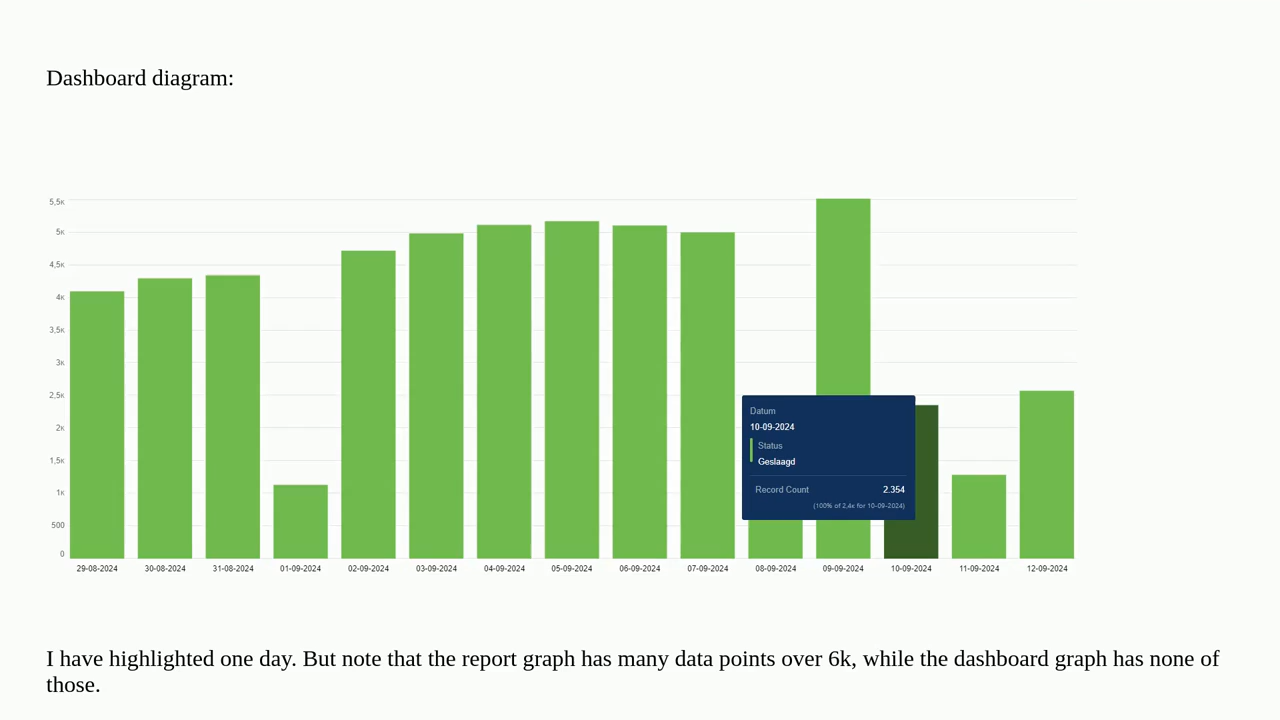 Dashboard diagram:
5,5K
5K
4,5K
4K
3,5K
3K
2,5K
2K
1,5K
1K
500
0
Datum
10-09-2024
Status
Geslaagd
Record Count 2.354
(100% of 2,4K for 10-09-2024)
29-08-2024 30-08-2024 31-08-2024 01-09-2024 02-09-2024 03-09-2024 04-09-2024 05-09-2024 06-09-2024 07-09-2024 08-09-2024 09-09-2024 10-09-2024 11-09-2024 12-09-2024
I have highlighted one day. But note that the report graph has many data points over 6k, while the dashboard graph has none of
those.